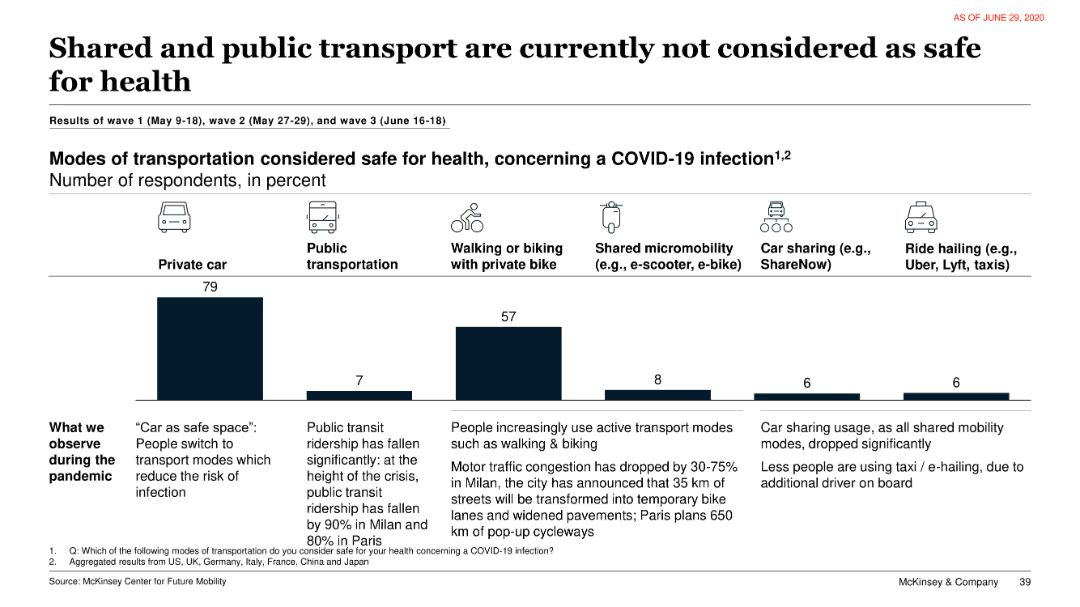 AS OF JUNE 29, 2020
Shared and public transport are currently not considered as safe
for health
Results of wave 1 (May 9-18), wave 2 (May 27-29), and wave 3 (June 16-18)
Modes of transportation considered safe for health, concerning a COVID-19 infection1,2
Number of respondents, in percent
Private car
Public
transportation
Walking or biking
with private bike
Shared micromobility
(e.g., e-scooter, e-bike)
Car sharing (e.g.,
ShareNow)
Ride hailing (e.g.,
Uber, Lyft, taxis)
79
7
57
8
6
6
What we
observe
during the
pandemic
“Car as safe space”:
People switch to
transport modes which
reduce the risk of
infection
Public transit
ridership has fallen
significantly: at the
height of the crisis,
public transit
ridership has fallen
by 90% in Milan and
80% in Paris
People increasingly use active transport modes
such as walking & biking
Motor traffic congestion has dropped by 30-75%
in Milan, the city has announced that 35 km of
streets will be transformed into temporary bike
lanes and widened pavements; Paris plans 650
km of pop-up cycleways
Car sharing usage, as all shared mobility
modes, dropped significantly
Less people are using taxi / e-hailing, due to
additional driver on board
1. Q: Which of the following modes of transportation do you consider safe for your health concerning a COVID-19 infection?
2. Aggregated results from US, UK, Germany, Italy, France, China and Japan
Source: McKinsey Center for Future Mobility
McKinsey & Company 39